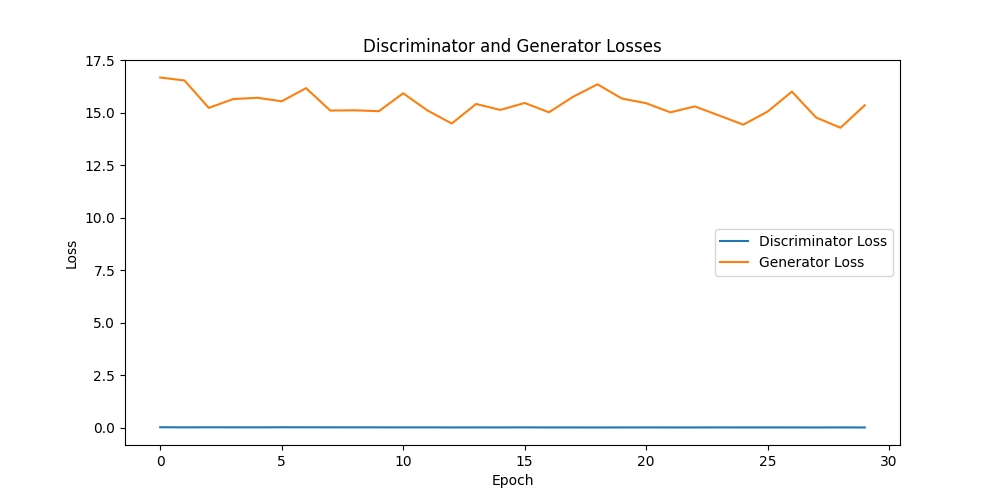 Discriminator and Generator Losses
17.5
15.0
12.5
10.0
7.5
5.0
2.5
0.0
Loss
Discriminator Loss
Generator Loss
0 5 10 15 20 25 30
Epoch